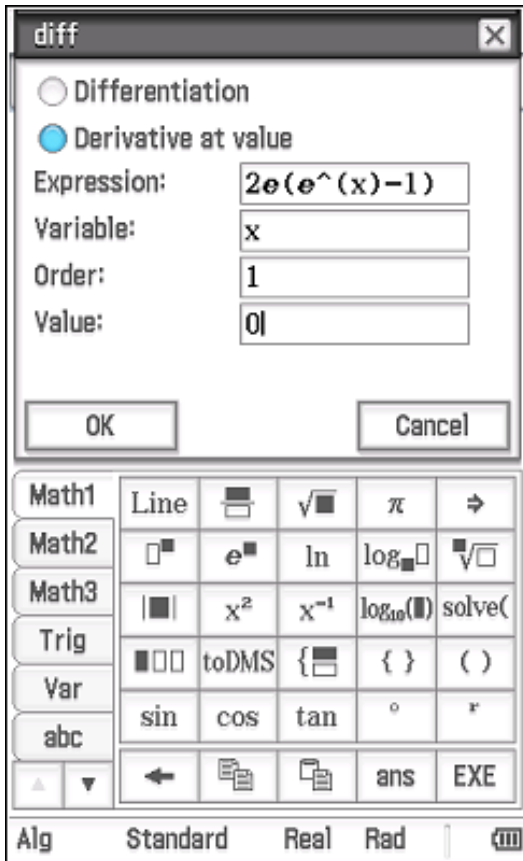 diff
Differentiation
Derivative at value
Expression: 2e(e^(x)-1)
Variable: x
Order: 1
Value: 0
OK Cancel
Math1 Line √■ π ⇒
Math2 □■ e■ ln log■□ ■√□
Math3 |■| x² x⁻¹ log₁₀(■) solve(
Trig ■□□ toDMS { } ( )
Var sin cos tan ° r
abc
▲ ▼ ← ans EXE
Alg Standard Real Rad